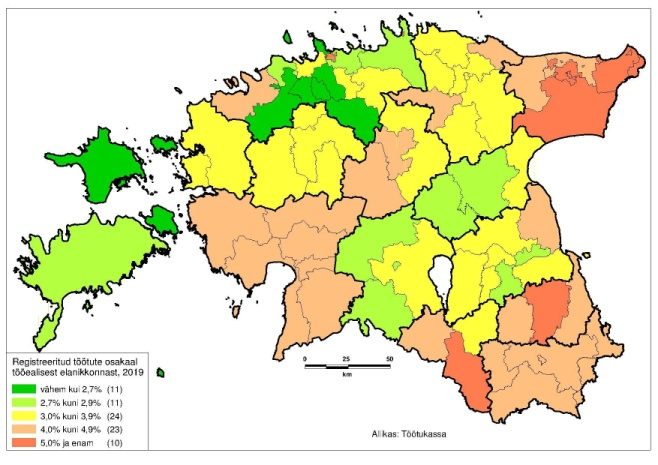 Registreeritud töötute osakaal
tööealisest elanikkonnast, 2019
vähem kui 2,7% (11)
2,7% kuni 2,9% (11)
3,0% kuni 3,9% (24)
4,0% kuni 4,9% (23)
5,0% ja enam (10)
0 25 50
km
Allikas: Töötukassa